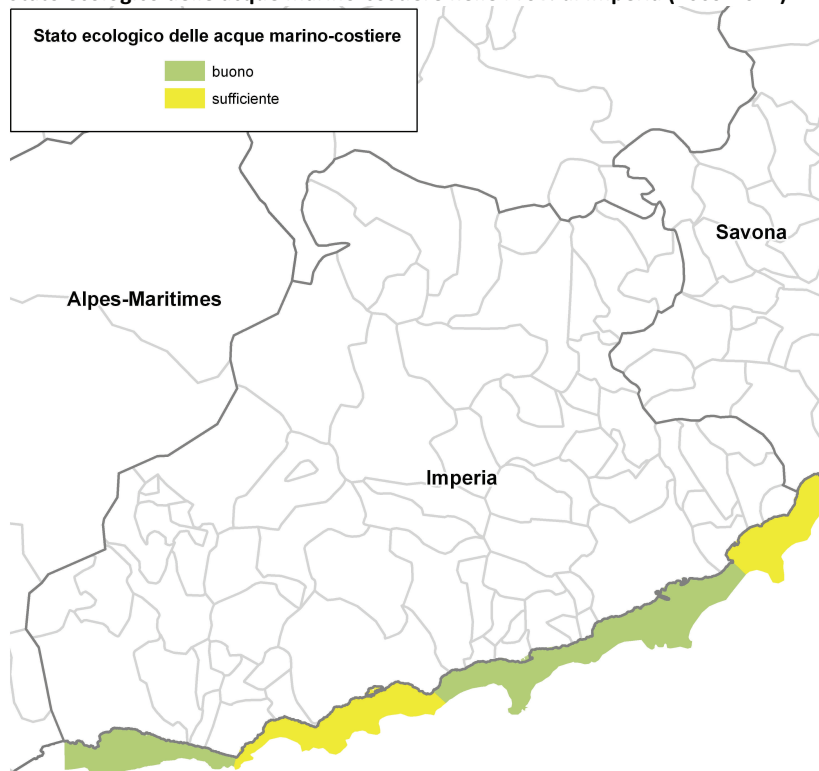 Stato ecologico delle acque marino-costiere
buono
sufficiente
Savona
Alpes-Maritimes
Imperia